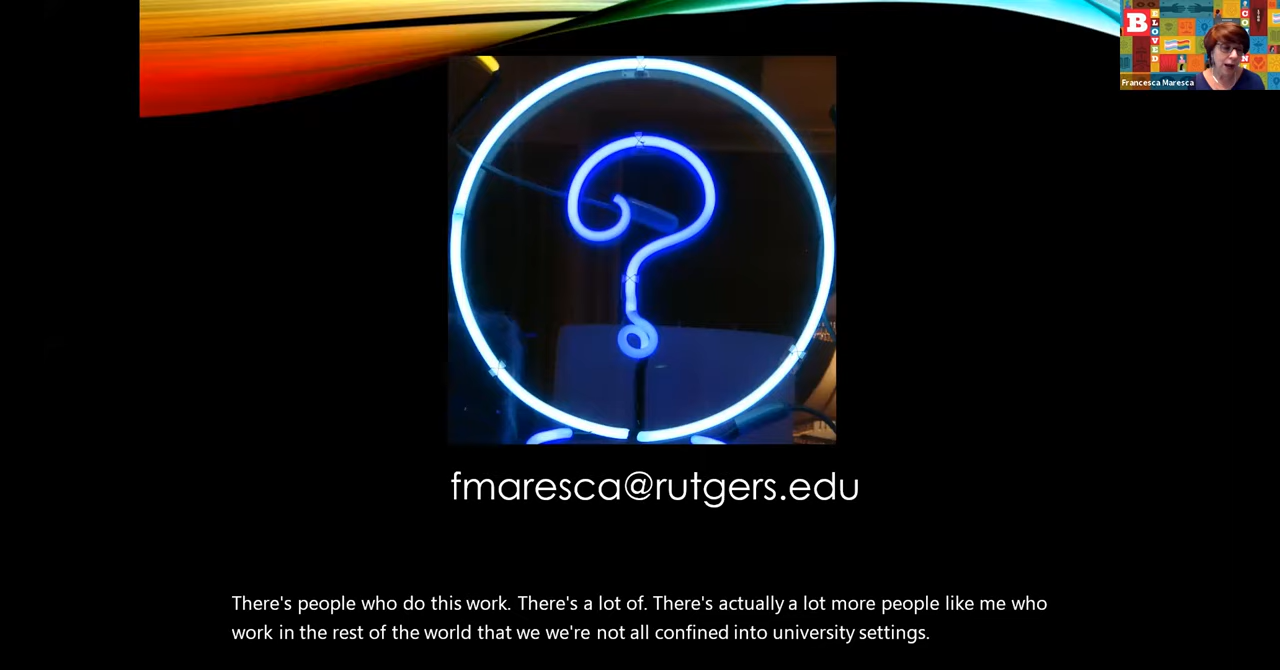 B
BELOVED
Francesca Maresca
fmaresca@rutgers.edu
There's people who do this work. There's a lot of. There's actually a lot more people like me who
work in the rest of the world that we we're not all confined into university settings.